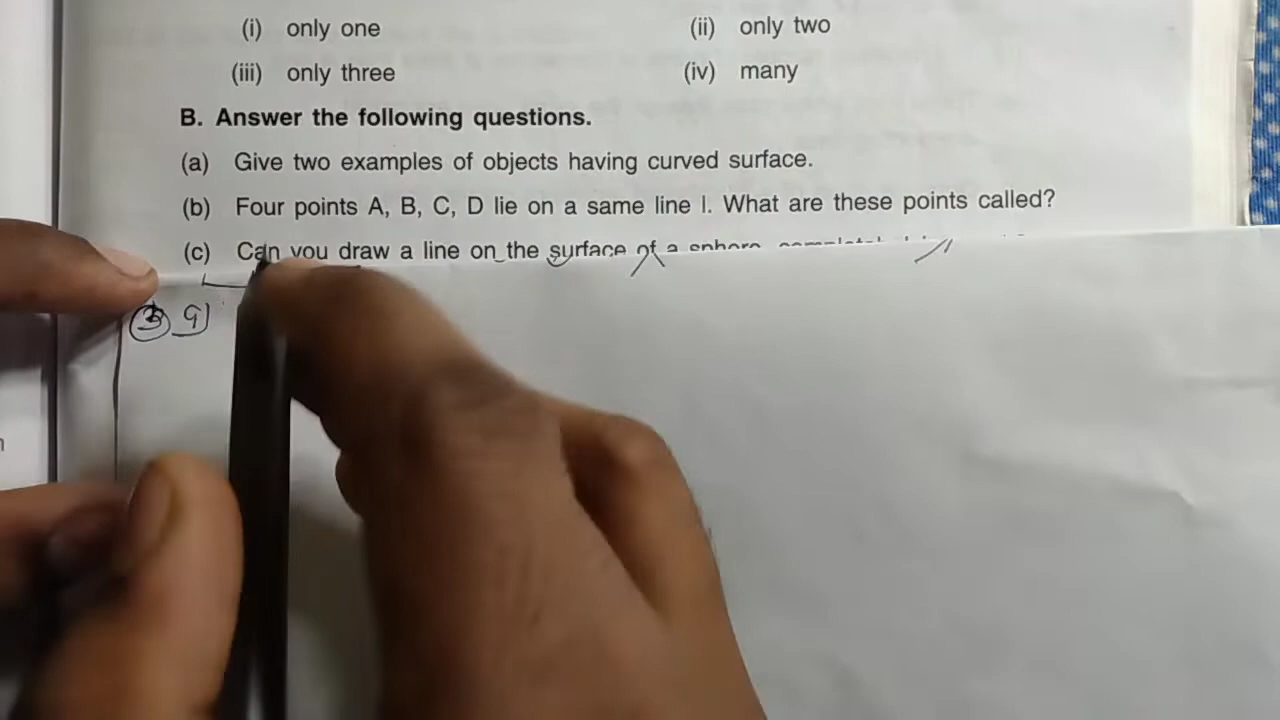 (i) only one (ii) only two
(iii) only three (iv) many
B. Answer the following questions.
(a) Give two examples of objects having curved surface.
(b) Four points A, B, C, D lie on a same line l. What are these points called?
(c) Can you draw a line on the surface of a sphere